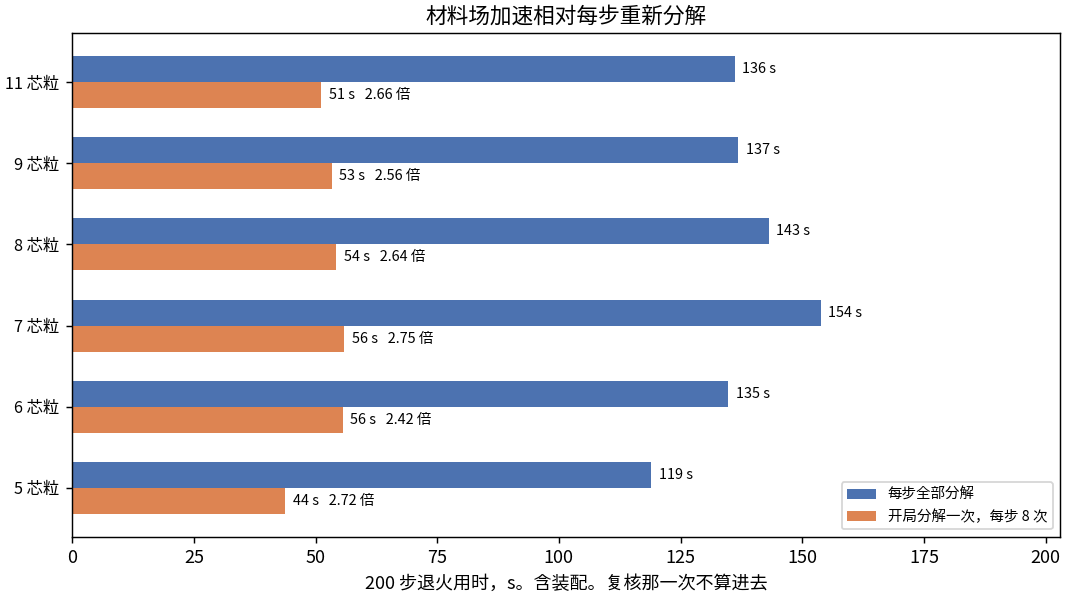 材料场加速相对每步重新分解
11 芯粒
136 s
51 s 2.66 倍
9 芯粒
137 s
53 s 2.56 倍
8 芯粒
143 s
54 s 2.64 倍
7 芯粒
154 s
56 s 2.75 倍
6 芯粒
135 s
56 s 2.42 倍
5 芯粒
119 s
44 s 2.72 倍
每步全部分解
开局分解一次，每步 8 次
0 25 50 75 100 125 150 175 200
200 步退火用时，s。含装配。复核那一次不算进去